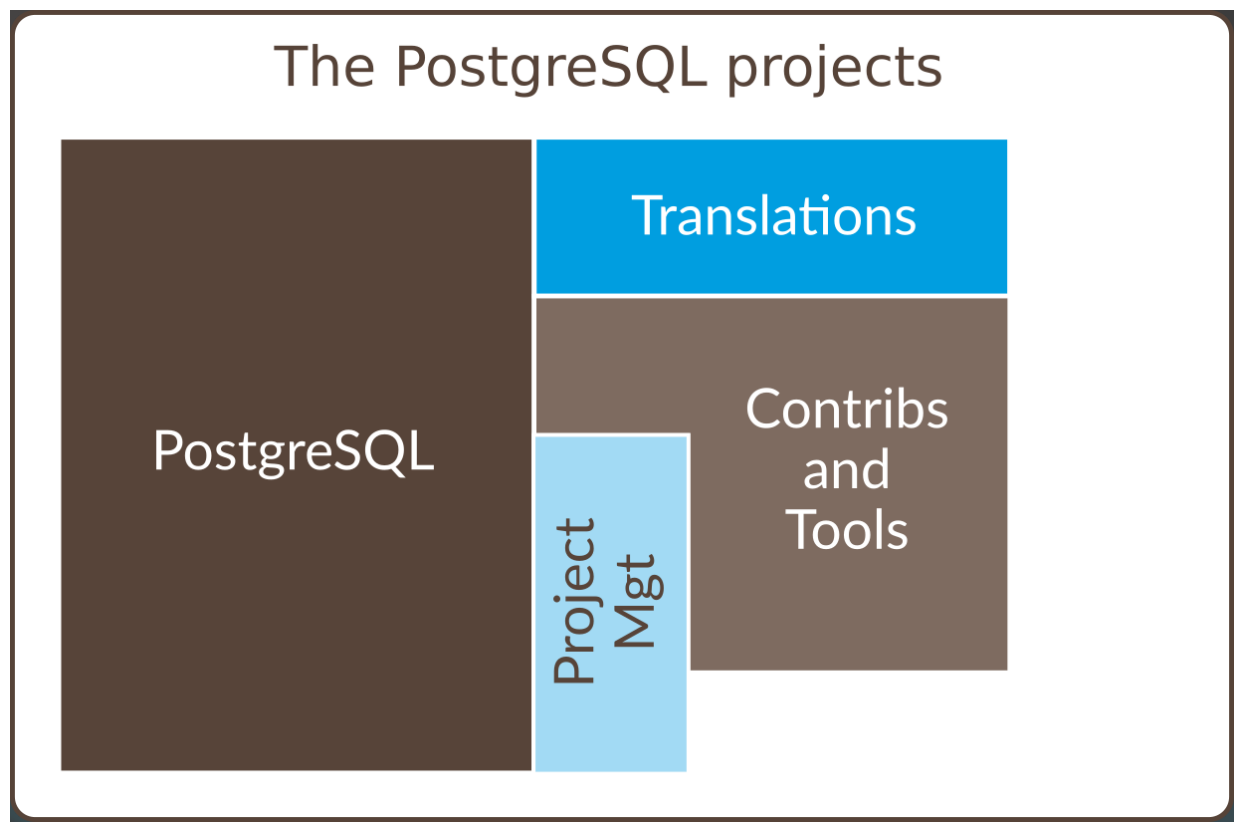 The PostgreSQL projects
PostgreSQL
Translations
Contribs
and
Tools
Project
Mgt